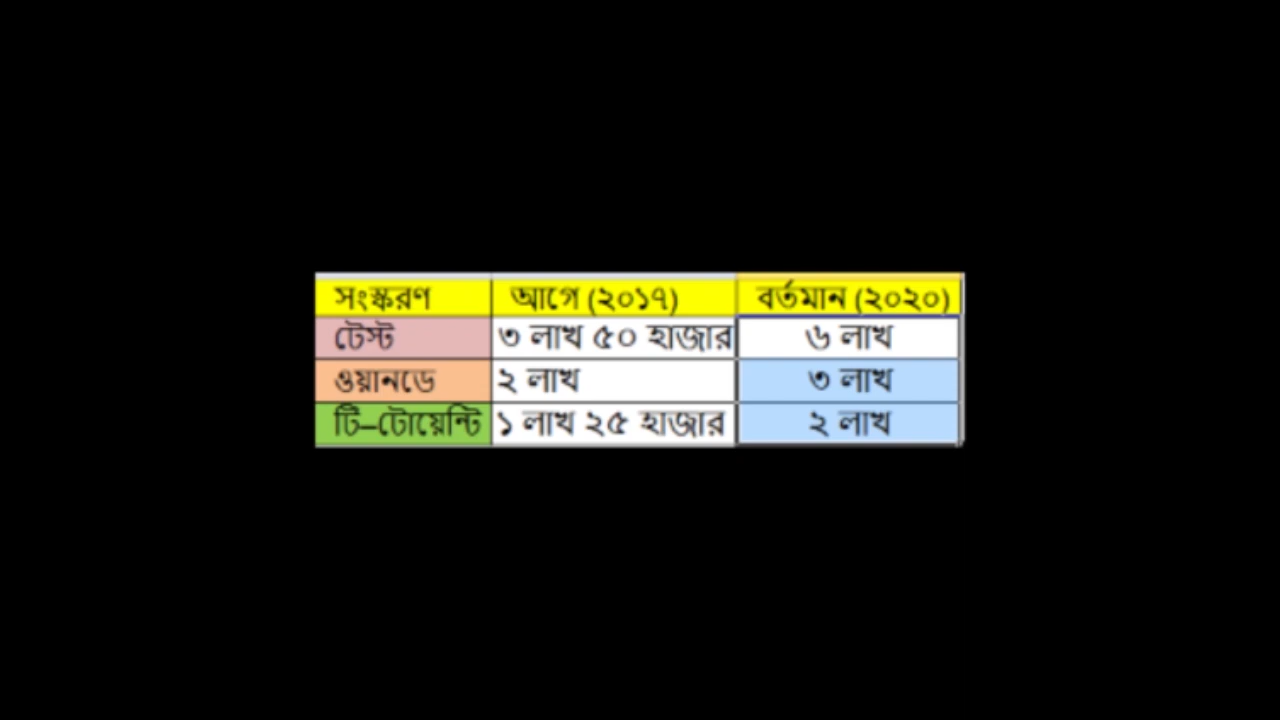 সংস্করণ আগে (২০১৭) বর্তমান (২০২০)
টেস্ট ৩ লাখ ৫০ হাজার ৬ লাখ
ওয়ানডে ২ লাখ ৩ লাখ
টি–টোয়েন্টি ১ লাখ ২৫ হাজার ২ লাখ